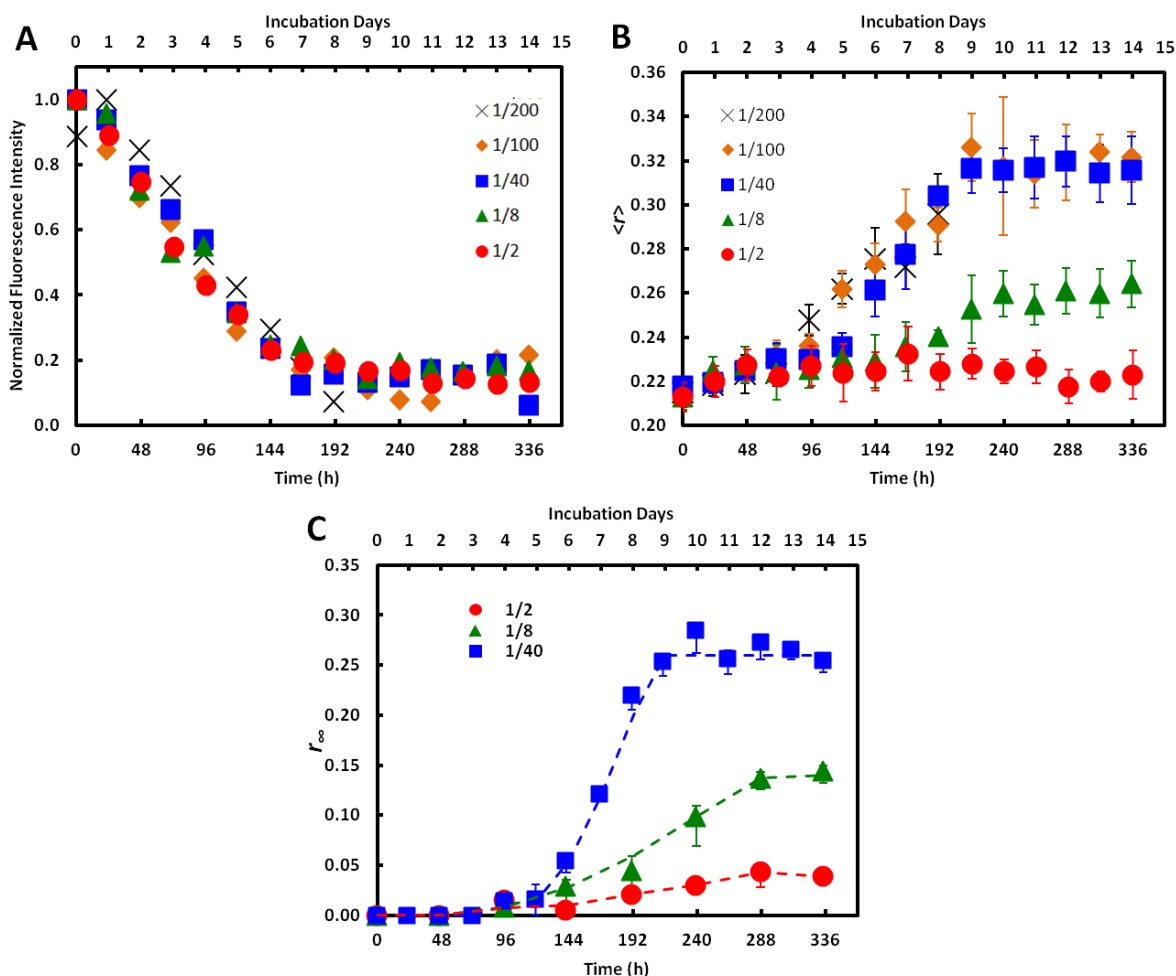 A
Incubation Days
0 1 2 3 4 5 6 7 8 9 10 11 12 13 14 15
1.0
0.8
0.6
0.4
0.2
0.0
Normalized Fluorescence Intensity
1/200
1/100
1/40
1/8
1/2
0 48 96 144 192 240 288 336
Time (h)
B
Incubation Days
0 1 2 3 4 5 6 7 8 9 10 11 12 13 14 15
0.36
0.32
0.28
0.26
0.24
0.22
0.20
<r>
1/200
1/100
1/40
1/8
1/2
0 48 96 144 192 240 288 336
Time (h)
C
Incubation Days
0 1 2 3 4 5 6 7 8 9 10 11 12 13 14 15
0.35
0.30
0.25
0.20
0.15
0.10
0.05
0.00
r∞
1/2
1/8
1/40
0 48 96 144 192 240 288 336
Time (h)